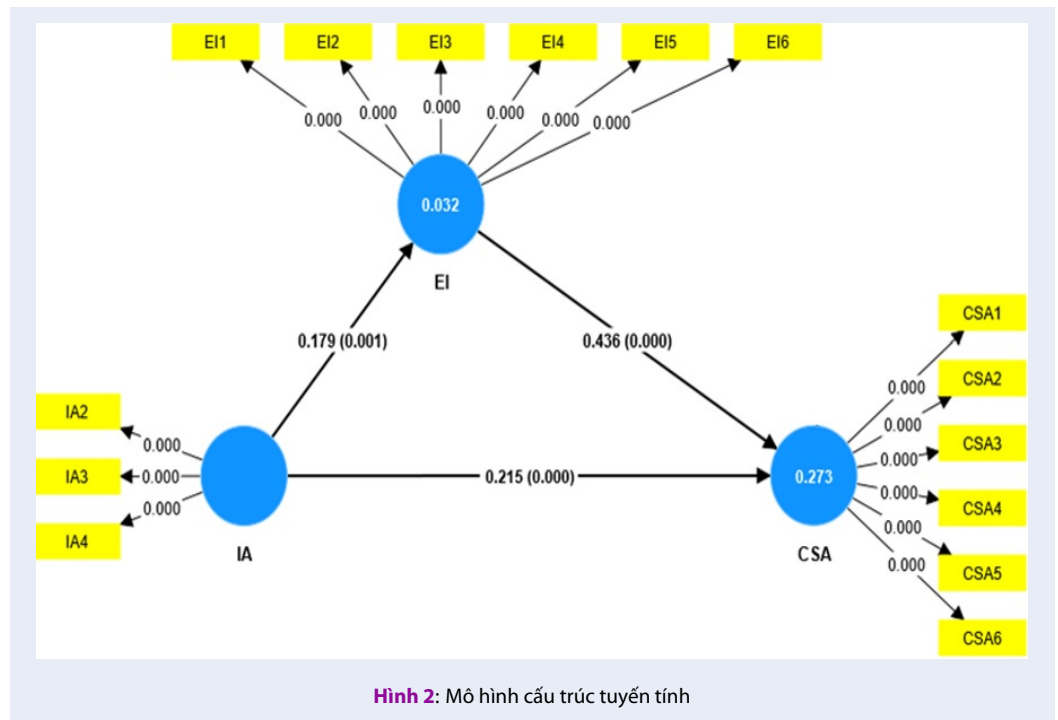 EI1 EI2 EI3 EI4 EI5 EI6
0.000 0.000 0.000 0.000 0.000 0.000
0.032
EI
0.179 (0.001) 0.436 (0.000)
IA2
0.000
IA3
0.000
IA4
0.000
IA
0.215 (0.000)
0.273
CSA
CSA1
0.000
CSA2
0.000
CSA3
0.000
CSA4
0.000
CSA5
0.000
CSA6
0.000
Hình 2: Mô hình cấu trúc tuyến tính